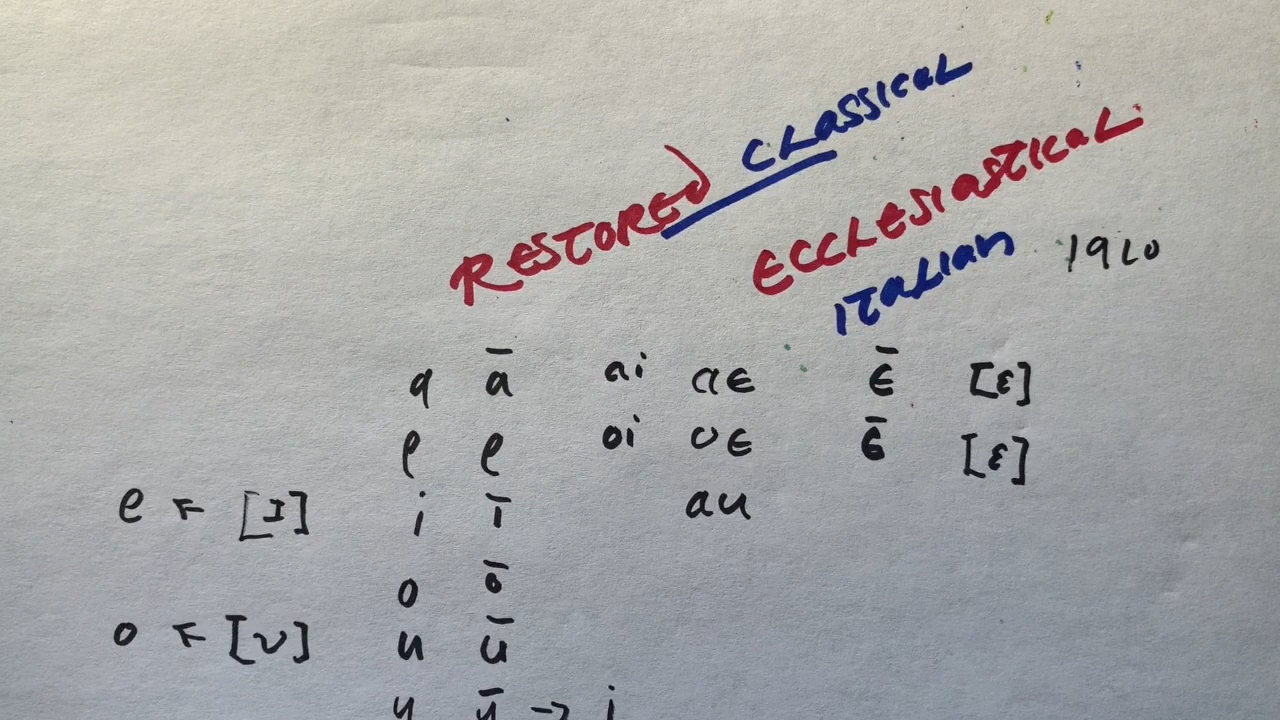 RESTORED CLASSICAL
ECCLESIASTICAL
ITALIAN 1910
a ā ai ae ē [ɛ]
e e oi oe ē [ɛ]
e ← [I] i ī au
o ō
o ← [ʊ] u ū
y ȳ → i